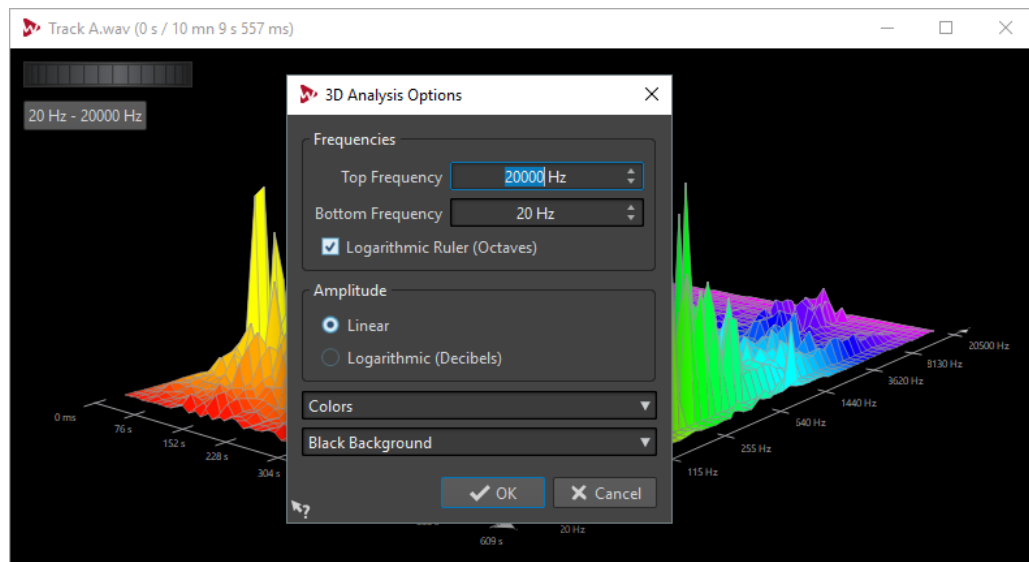 Track A.wav (0 s / 10 mn 9 s 557 ms)
20 Hz - 20000 Hz
3D Analysis Options
Frequencies
Top Frequency 20000 Hz
Bottom Frequency 20 Hz
Logarithmic Ruler (Octaves)
Amplitude
Linear
Logarithmic (Decibels)
Colors
Black Background
OK Cancel
0 ms
76 s
152 s
228 s
304 s
609 s
20 Hz
115 Hz
255 Hz
640 Hz
1440 Hz
3620 Hz
8130 Hz
20500 Hz